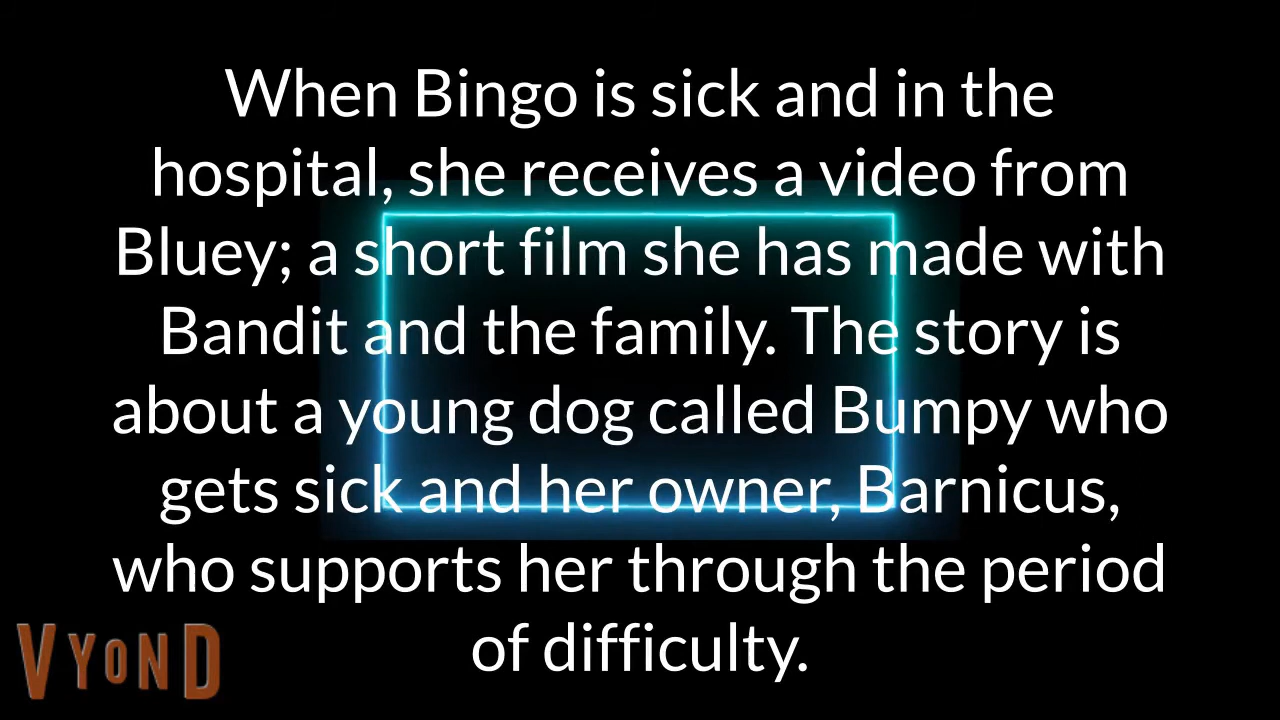 When Bingo is sick and in the
hospital, she receives a video from
Bluey; a short film she has made with
Bandit and the family. The story is
about a young dog called Bumpy who
gets sick and her owner, Barnicus,
who supports her through the period
of difficulty.
VYOND